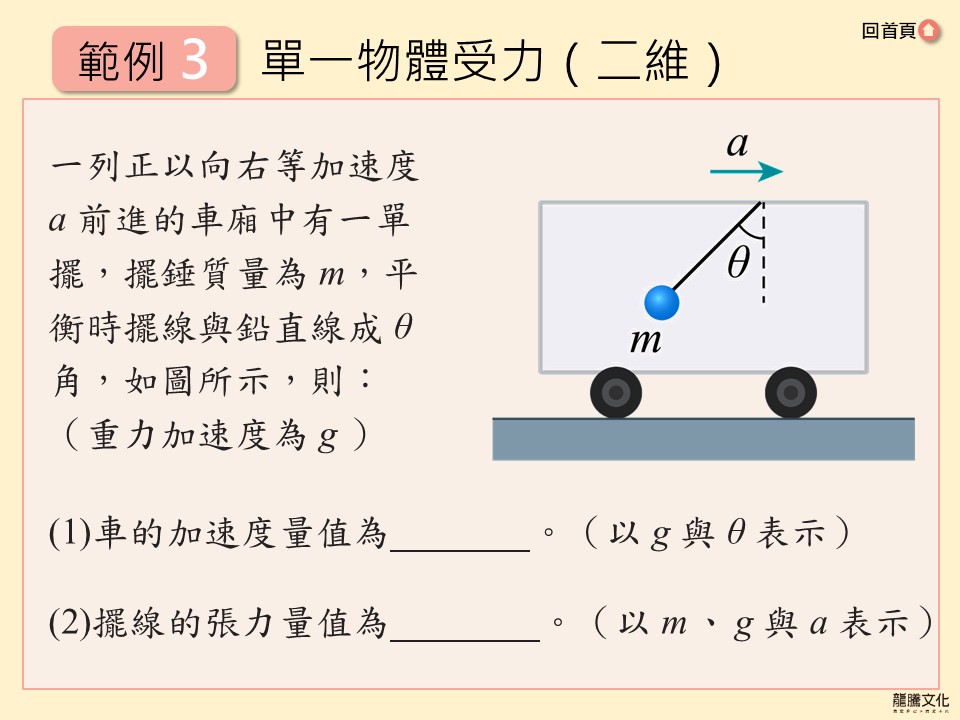 範例 3 單一物體受力（二維）
回首頁
一列正以向右等加速度
a 前進的車廂中有一單
擺，擺錘質量為 m，平
衡時擺線與鉛直線成 θ
角，如圖所示，則：
（重力加速度為 g ）
a
θ
m
(1)車的加速度量值為________。（以 g 與 θ 表示）
(2)擺線的張力量值為________。（以 m、g 與 a 表示）
龍騰文化